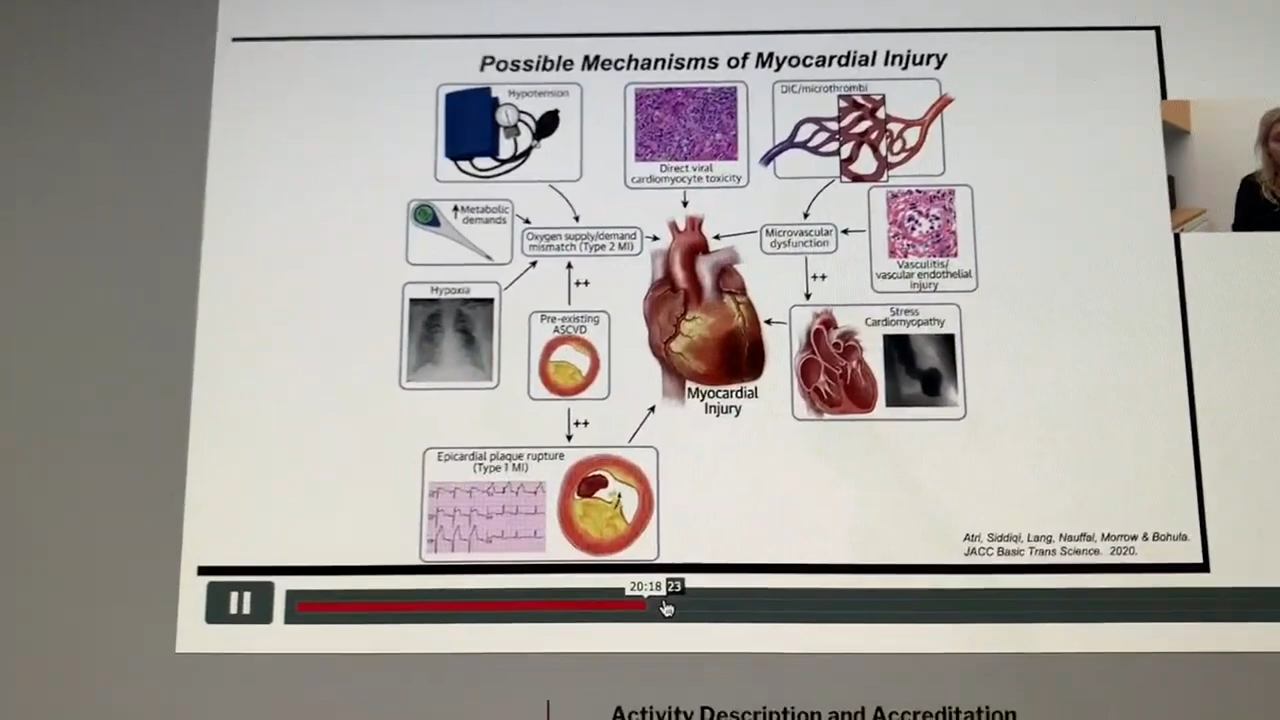 Possible Mechanisms of Myocardial Injury
Hypotension
Direct viral
cardiomyocyte toxicity
DIC/microthrombi
↑Metabolic
demands
Oxygen supply/demand
mismatch (Type 2 MI)
Microvascular
dysfunction
Vasculitis/
vascular endothelial
injury
Hypoxia
++
++
Pre-existing
ASCVD
Stress
Cardiomyopathy
Myocardial
Injury
++
Epicardial plaque rupture
(Type 1 MI)
Atri, Siddiqi, Lang, Nauffal, Morrow & Bohula.
JACC Basic Trans Science. 2020.
20:18 23
Activity Description and Accreditation